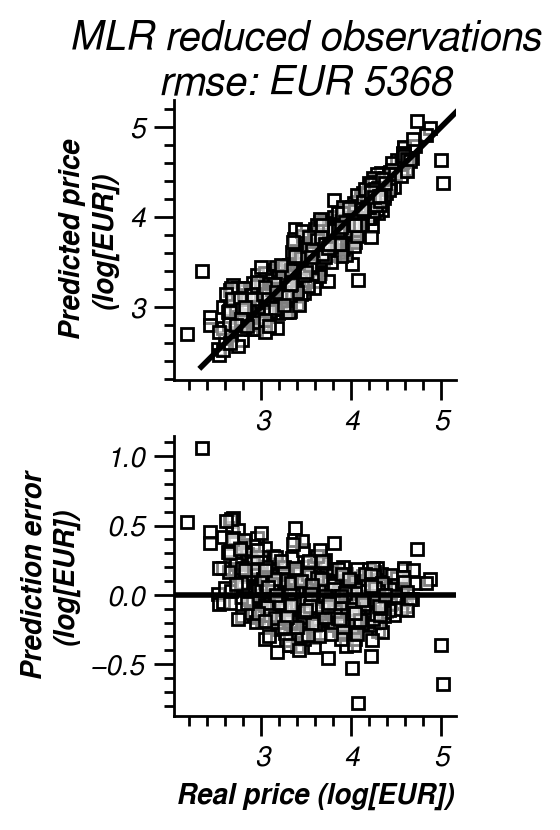 MLR reduced observations
rmse: EUR 5368
Predicted price
(log[EUR])
5
4
3
3
4
5
Prediction error
(log[EUR])
1.0
0.5
0.0
−0.5
3
4
5
Real price (log[EUR])